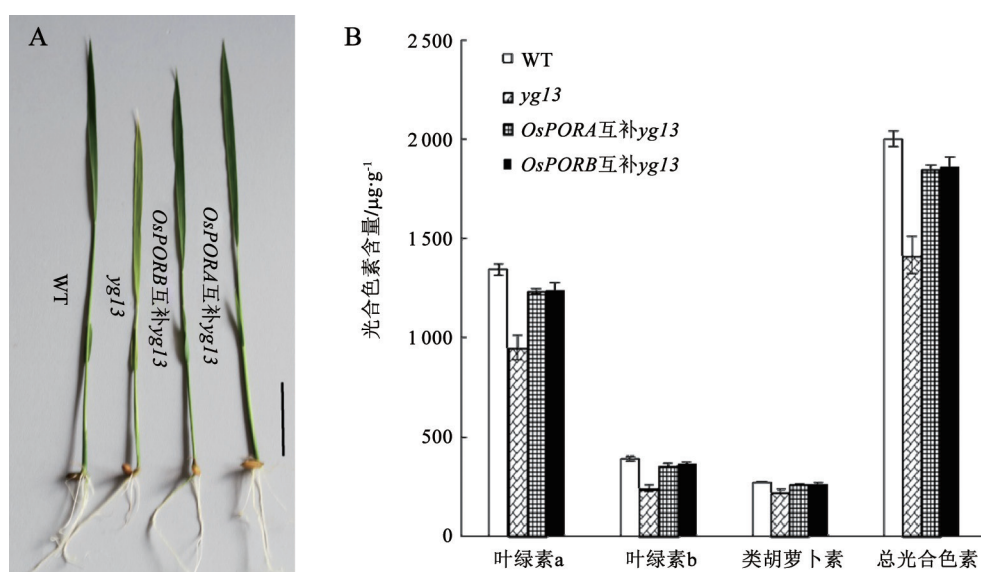 A
WT
yg13
OsPORB互补yg13
OsPORA互补yg13
B
光合色素含量/μg·g⁻¹
2 500
2 000
1 500
1 000
500
0
WT
yg13
OsPORA互补yg13
OsPORB互补yg13
叶绿素a
叶绿素b
类胡萝卜素
总光合色素